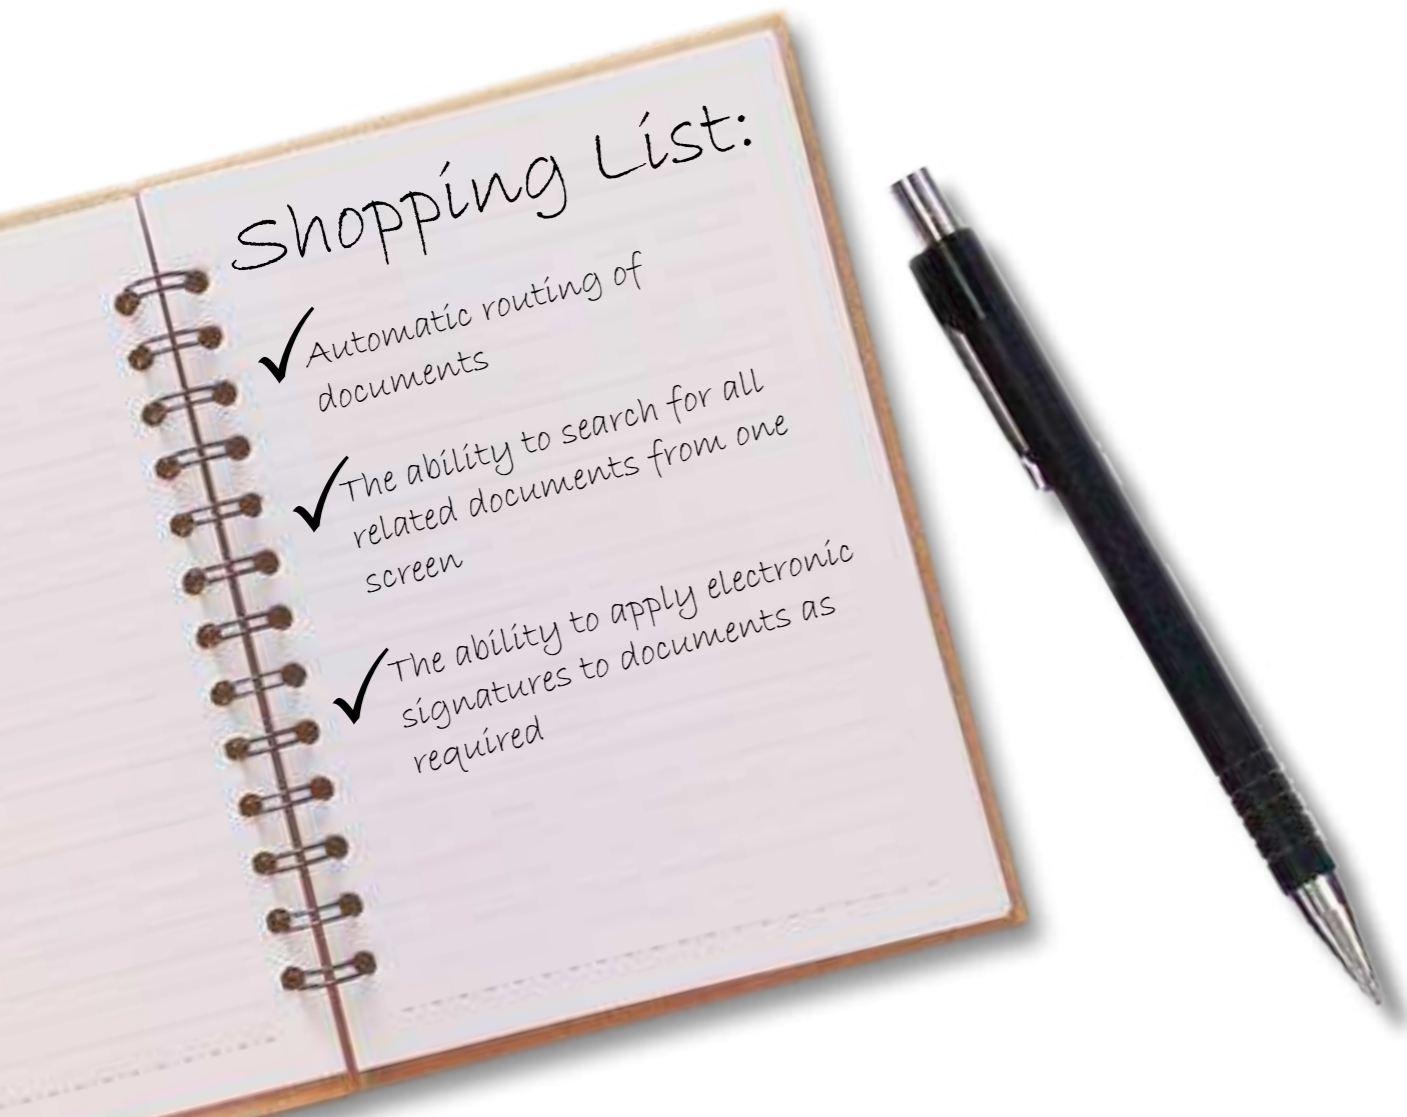 Shopping List:
✓ Automatic routing of
documents
✓ The ability to search for all
related documents from one
screen
✓ The ability to apply electronic
signatures to documents as
required